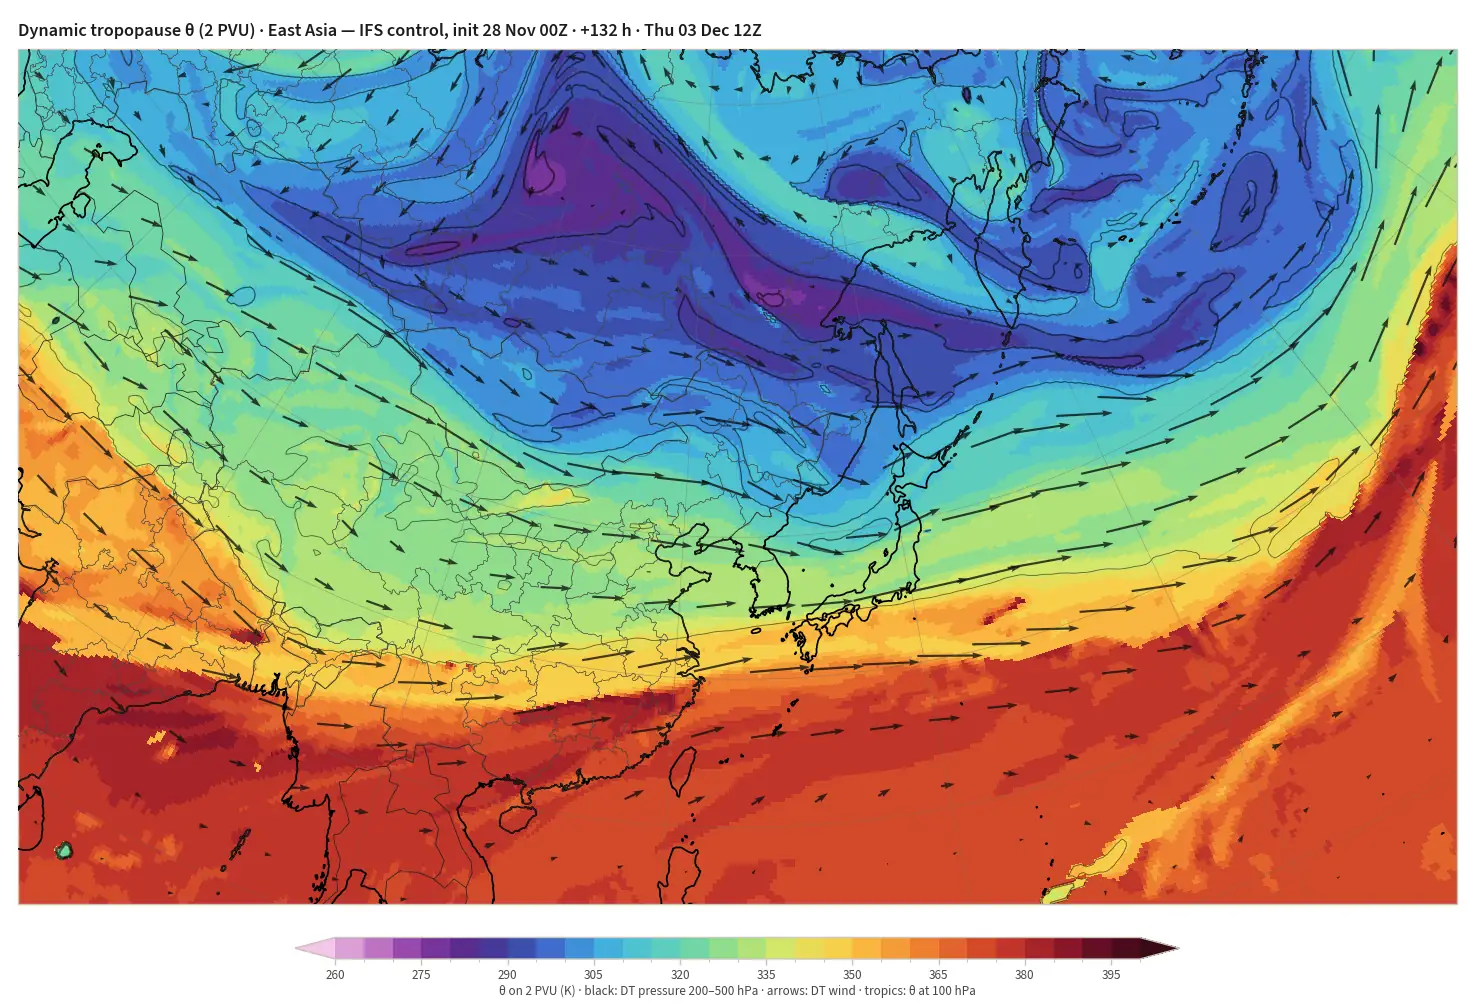 Dynamic tropopause θ (2 PVU) · East Asia — IFS control, init 28 Nov 00Z · +132 h · Thu 03 Dec 12Z
260 275 290 305 320 335 350 365 380 395
θ on 2 PVU (K) · black: DT pressure 200–500 hPa · arrows: DT wind · tropics: θ at 100 hPa